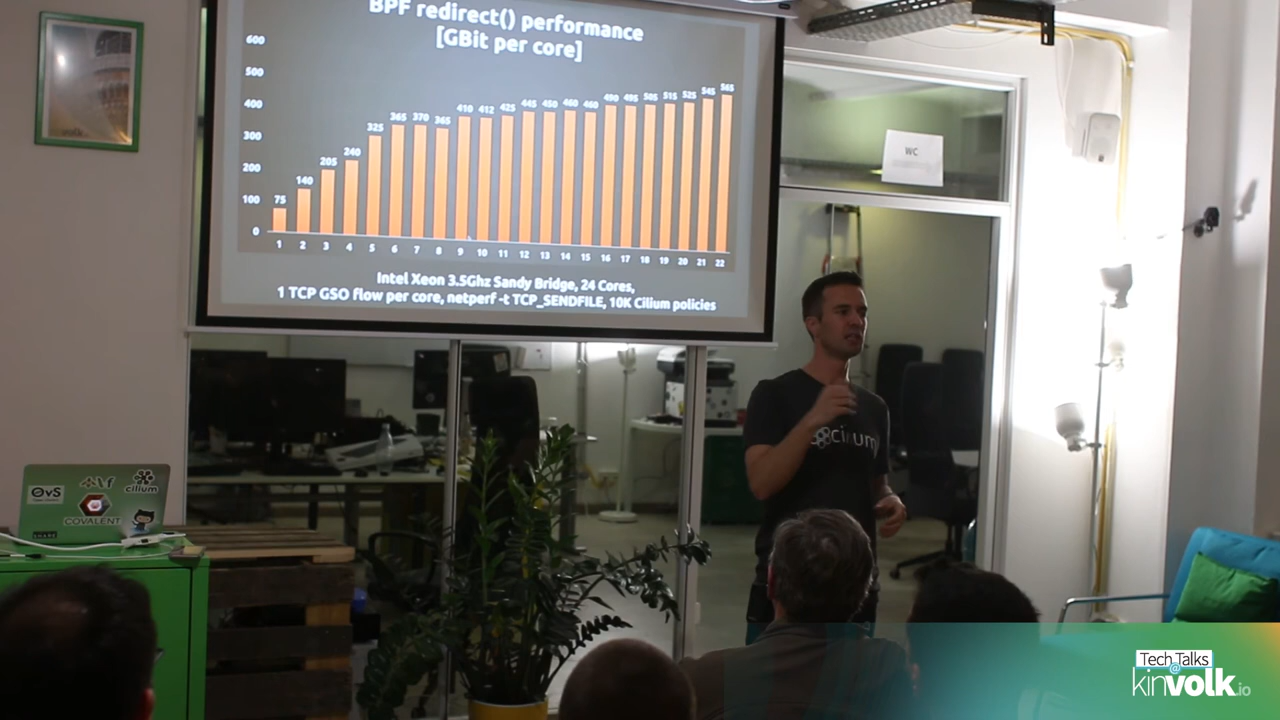 BPF redirect() performance
[GBit per core]
600
500
400
300
200
100
0
75 140 205 240 325 365 370 365 410 412 425 445 450 460 460 490 495 505 515 525 545 565
1 2 3 4 5 6 7 8 9 10 11 12 13 14 15 16 17 18 19 20 21 22
Intel Xeon 3.5Ghz Sandy Bridge, 24 Cores,
1 TCP GSO flow per core, netperf -t TCP_SENDFILE, 10K Cilium policies
WC
cilium
OvS
cilium
COVALENT
SHARE
Tech Talks
@
kinvolk.io